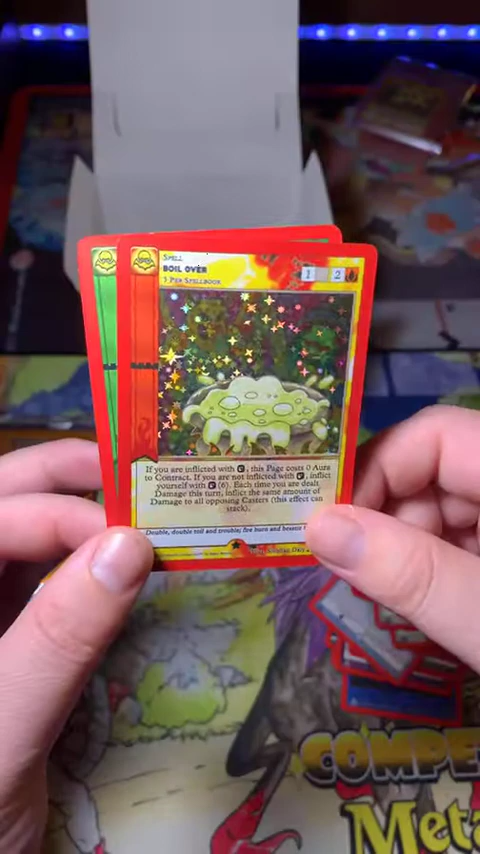 SPELL
BOIL OVER
3 PER SPELLBOOK
1 2
If you are inflicted with, this Page costs 0 Aura
to Contract. If you are not inflicted with, inflict
yourself with (6). Each time you are dealt
Damage this turn, inflict the same amount of
Damage to all opposing Casters (this effect can
stack).
Double, double toil and trouble; fire burn and
COMPE
Meta